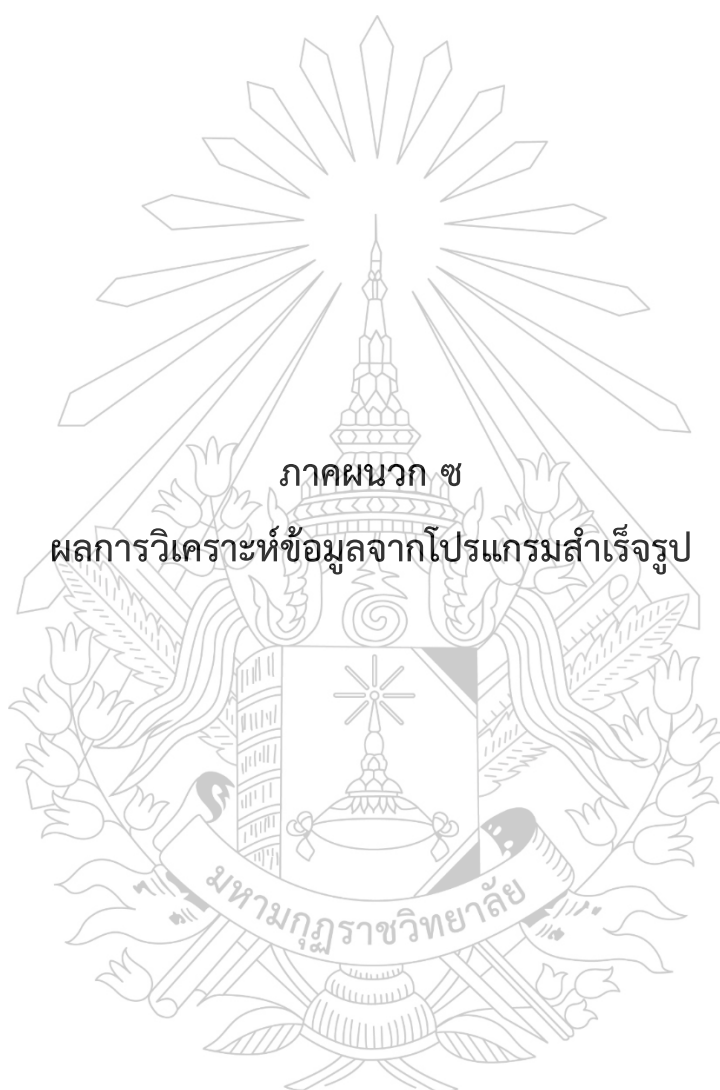 ภาคผนวก ซ
ผลการวิเคราะห์ข้อมูลจากโปรแกรมสำเร็จรูป
มหามกุฏราชวิทยาลัย